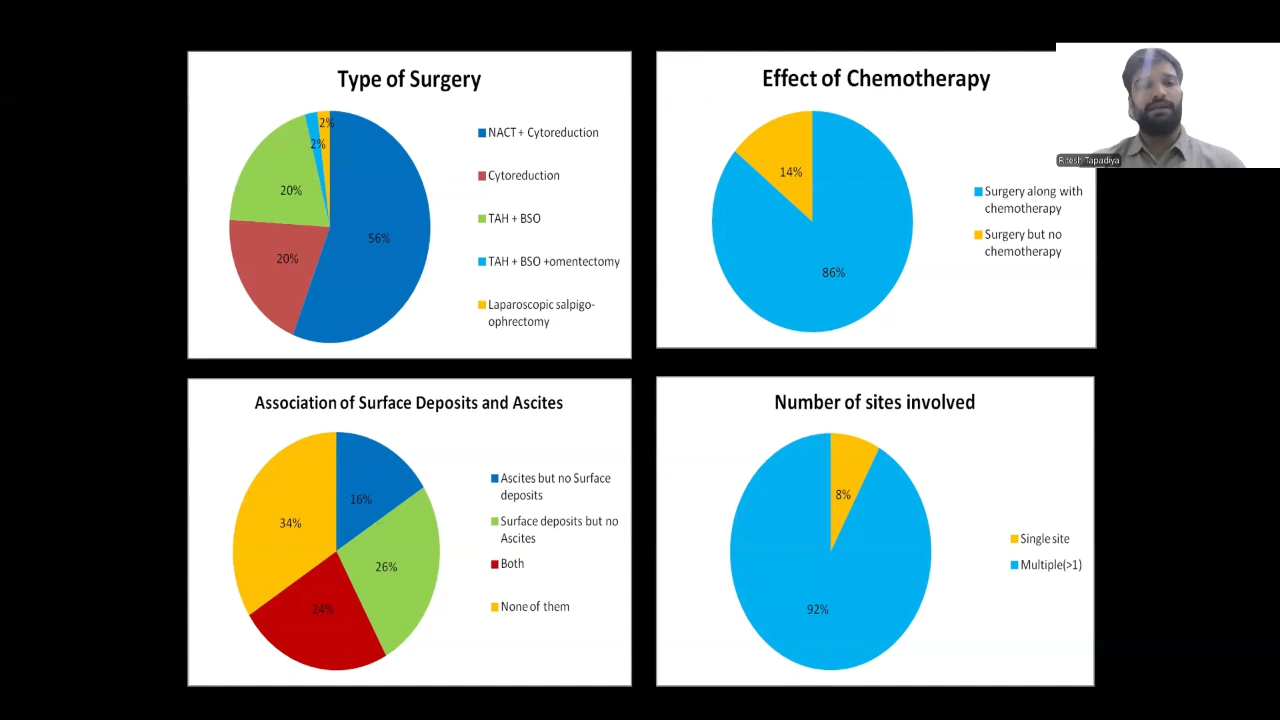 Type of Surgery
2%
2%
20%
20%
56%
NACT + Cytoreduction
Cytoreduction
TAH + BSO
TAH + BSO +omentectomy
Laparoscopic salpigo-
ophrectomy
Effect of Chemotherapy
14%
86%
Surgery along with
chemotherapy
Surgery but no
chemotherapy
Ritesh Tapadiya
Association of Surface Deposits and Ascites
16%
34%
26%
24%
Ascites but no Surface
deposits
Surface deposits but no
Ascites
Both
None of them
Number of sites involved
8%
92%
Single site
Multiple(>1)